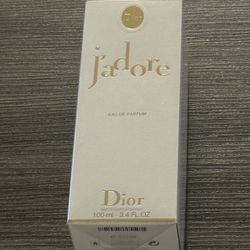 j'adore
EAU DE PARFUM
Dior
100 ml - 3.4 FL.OZ